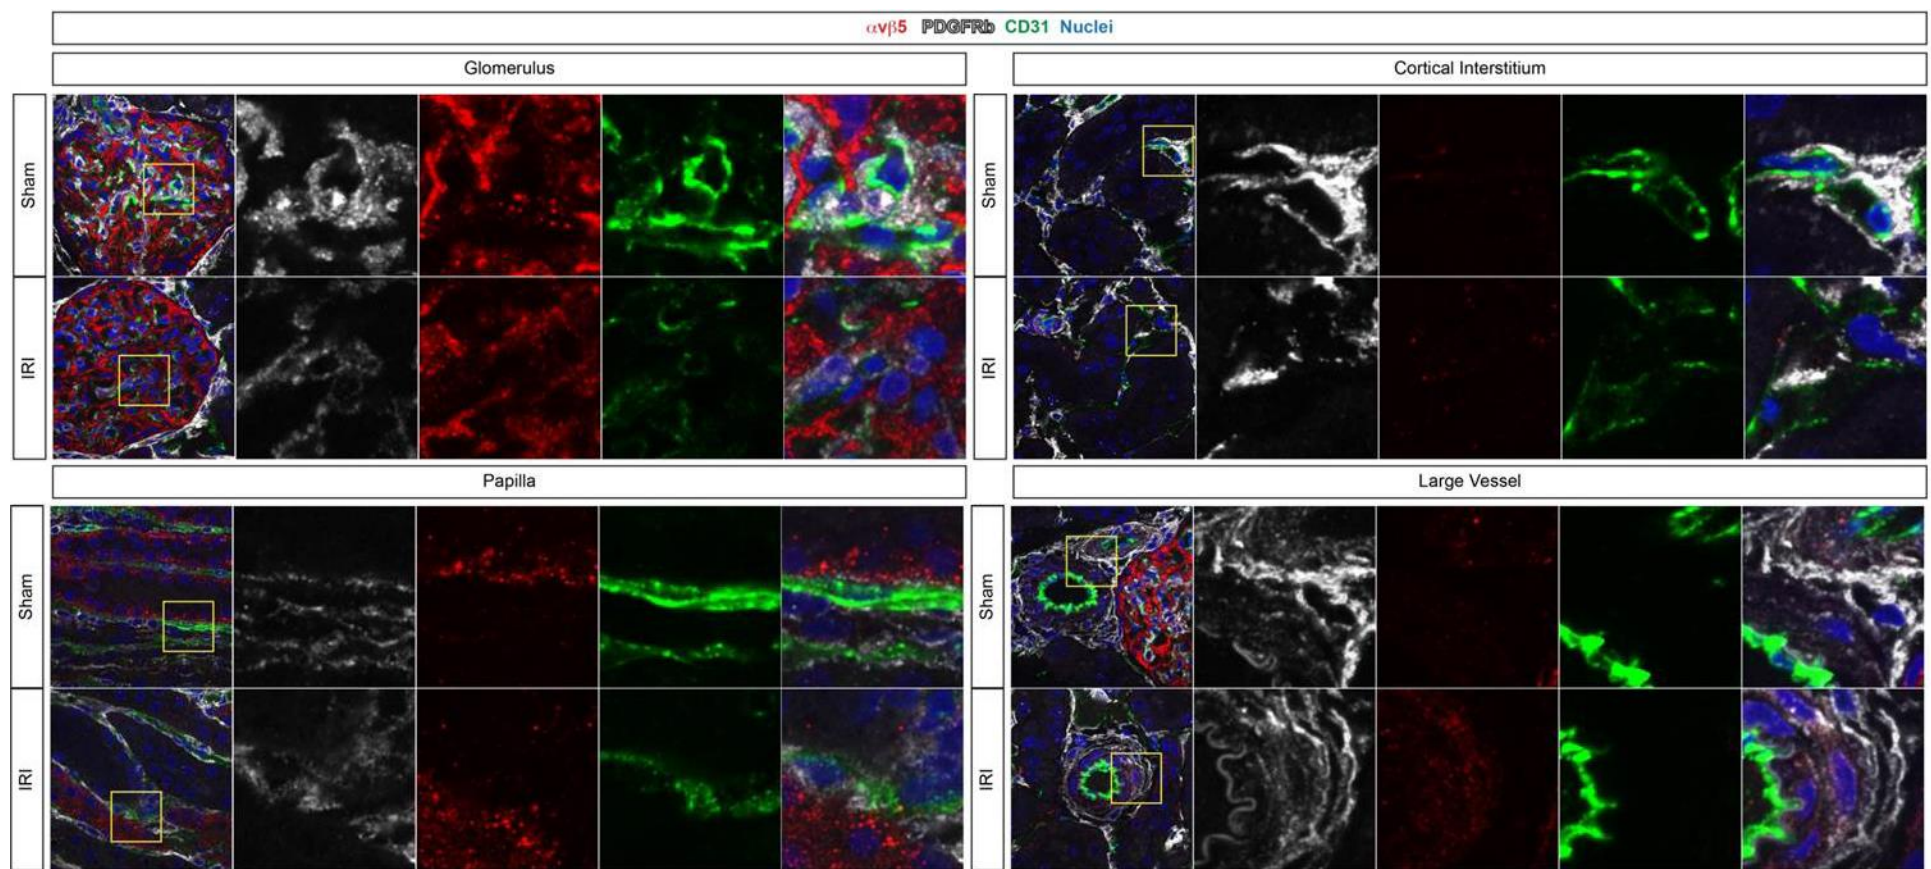 αvβ5 PDGFRb CD31 Nuclei
Glomerulus
Cortical Interstitium
Sham
Sham
IRI
IRI
Papilla
Large Vessel
Sham
Sham
IRI
IRI